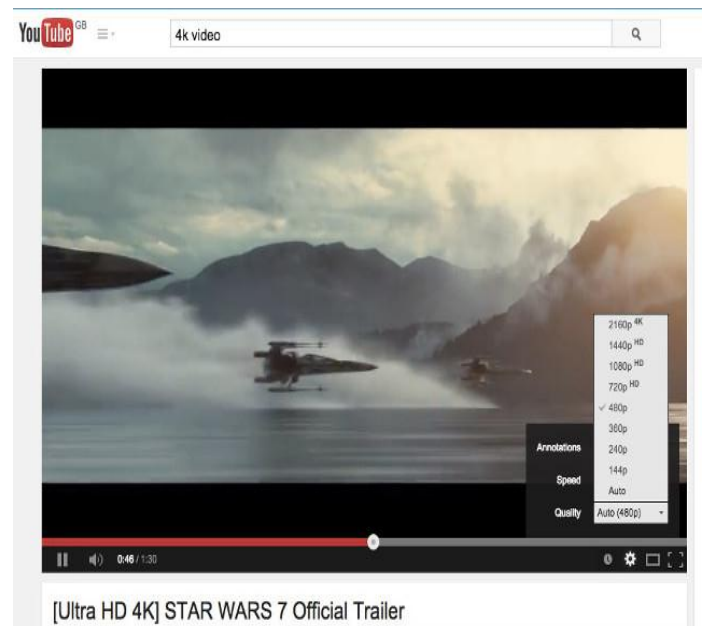 YouTube GB
4k video
2160p 4K
1440p HD
1080p HD
720p HD
480p
360p
Annotations
240p
144p
Speed
Auto
Quality Auto (480p)
0:46 / 1:30
[Ultra HD 4K] STAR WARS 7 Official Trailer